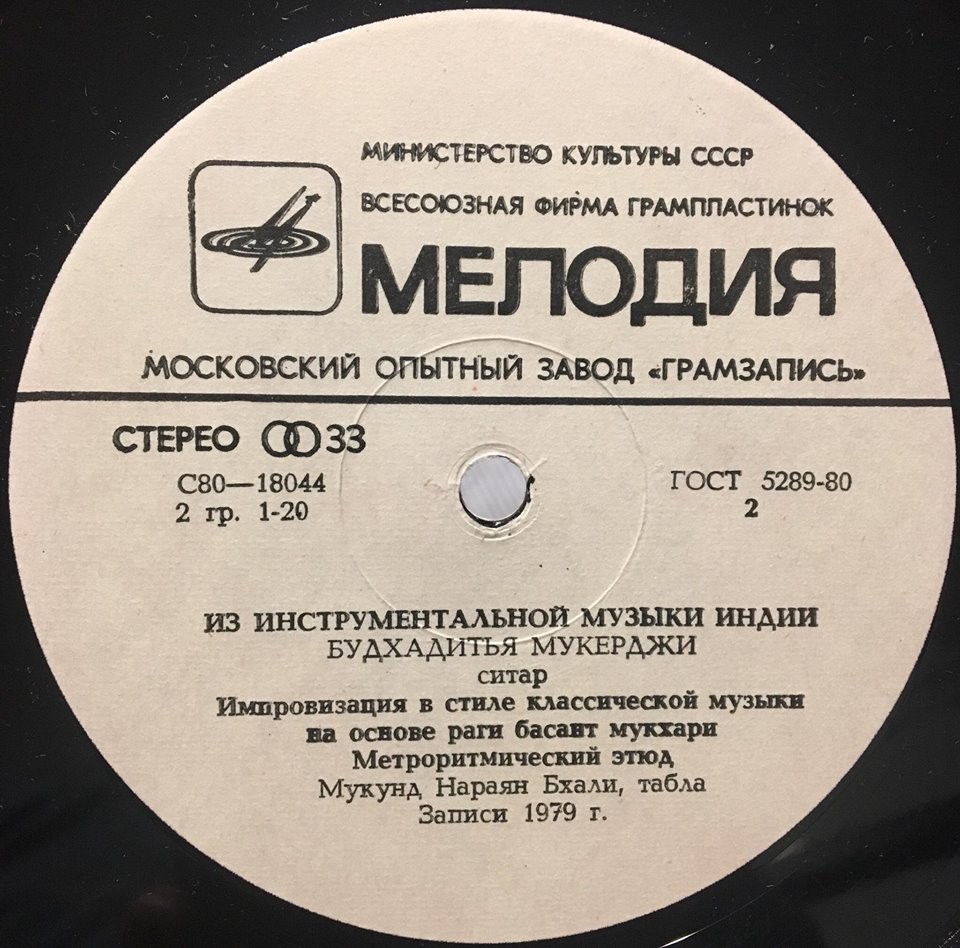 МИНИСТЕРСТВО КУЛЬТУРЫ СССР
ВСЕСОЮЗНАЯ ФИРМА ГРАМПЛАСТИНОК
МЕЛОДИЯ
МОСКОВСКИЙ ОПЫТНЫЙ ЗАВОД «ГРАМЗАПИСЬ»
СТЕРЕО 33
С80—18044
ГОСТ 5289-80
2 гр. 1-20
2
ИЗ ИНСТРУМЕНТАЛЬНОЙ МУЗЫКИ ИНДИИ
БУДХАДИТЬЯ МУКЕРДЖИ
ситар
Импровизация в стиле классической музыки
на основе раги басант мукхари
Метроритмический этюд
Мукунд Нараян Бхали, табла
Записи 1979 г.